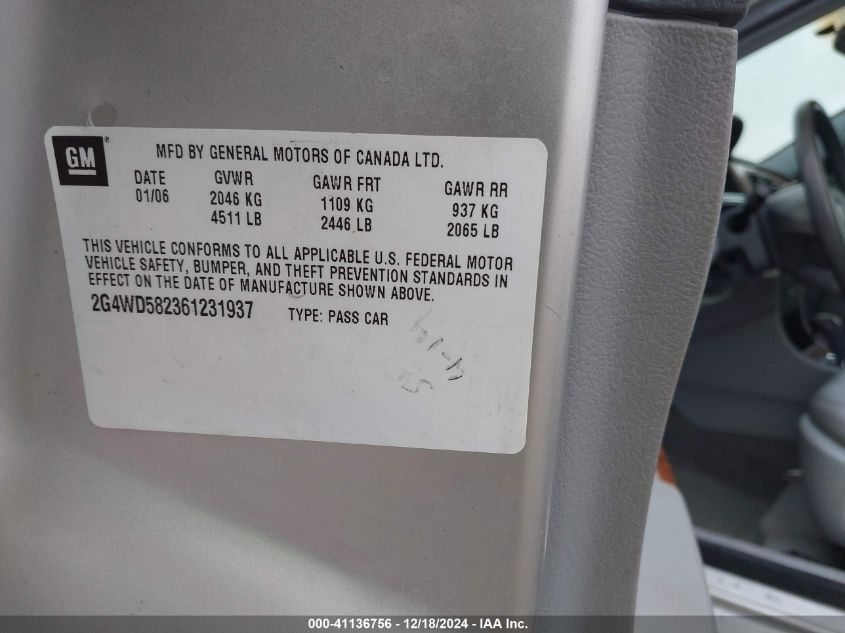 GM
MFD BY GENERAL MOTORS OF CANADA LTD.
DATE GVWR GAWR FRT GAWR RR
01/06 2046 KG 1109 KG 937 KG
4511 LB 2446 LB 2065 LB
THIS VEHICLE CONFORMS TO ALL APPLICABLE U.S. FEDERAL MOTOR
VEHICLE SAFETY, BUMPER, AND THEFT PREVENTION STANDARDS IN
EFFECT ON THE DATE OF MANUFACTURE SHOWN ABOVE.
2G4WD582361231937 TYPE: PASS CAR
000-41136756 - 12/18/2024 - IAA Inc.